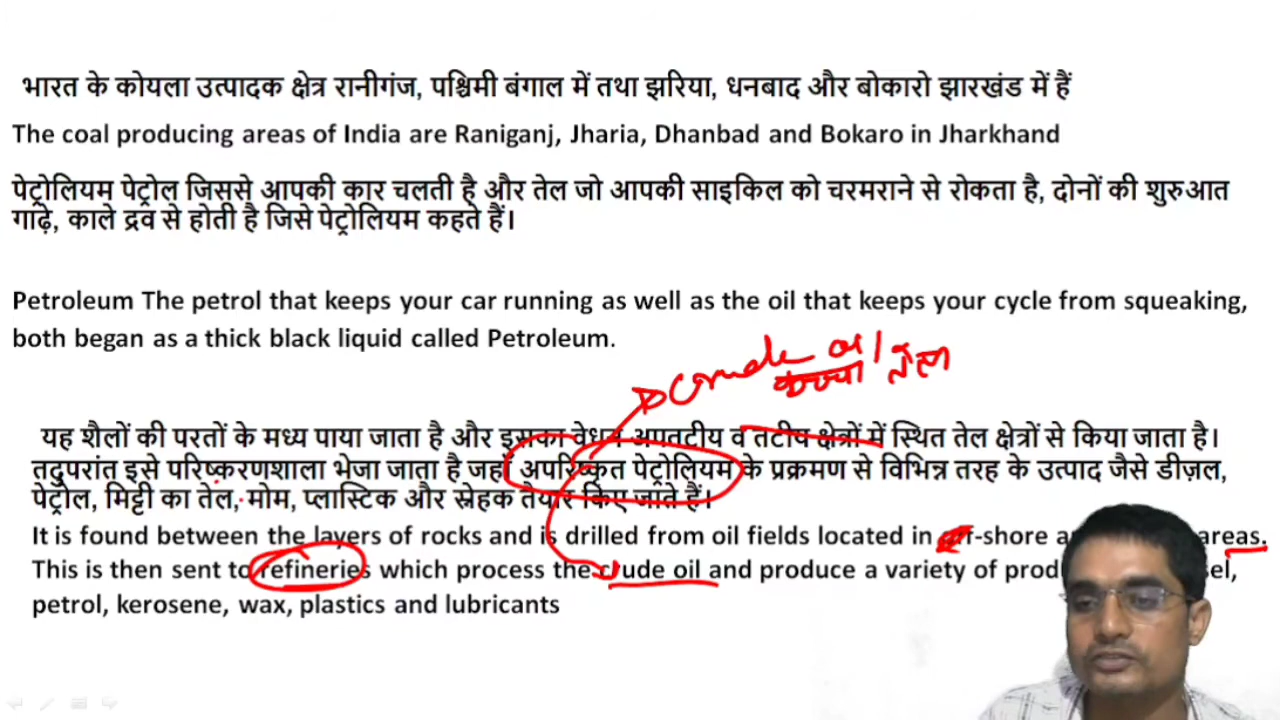 भारत के कोयला उत्पादक क्षेत्र रानीगंज, पश्चिमी बंगाल में तथा झरिया, धनबाद और बोकारो झारखंड में हैं
The coal producing areas of India are Raniganj, Jharia, Dhanbad and Bokaro in Jharkhand
पेट्रोलियम पेट्रोल जिससे आपकी कार चलती है और तेल जो आपकी साइकिल को चरमराने से रोकता है, दोनों की शुरुआत
गाढ़े, काले द्रव से होती है जिसे पेट्रोलियम कहते हैं।
Petroleum The petrol that keeps your car running as well as the oil that keeps your cycle from squeaking,
both began as a thick black liquid called Petroleum.
crude oil
कच्चा तेल
यह शैलों की परतों के मध्य पाया जाता है और इसका वेधन अपतटीय व तटीय क्षेत्रों में स्थित तेल क्षेत्रों से किया जाता है।
तदुपरांत इसे परिष्करणशाला भेजा जाता है जहाँ अपरिष्कृत पेट्रोलियम के प्रक्रमण से विभिन्न तरह के उत्पाद जैसे डीज़ल,
पेट्रोल, मिट्टी का तेल, मोम, प्लास्टिक और स्नेहक तैयार किए जाते हैं।
It is found between the layers of rocks and is drilled from oil fields located in -shore areas.
This is then sent to refineries which process the crude oil and produce a variety of
petrol, kerosene, wax, plastics and lubricants